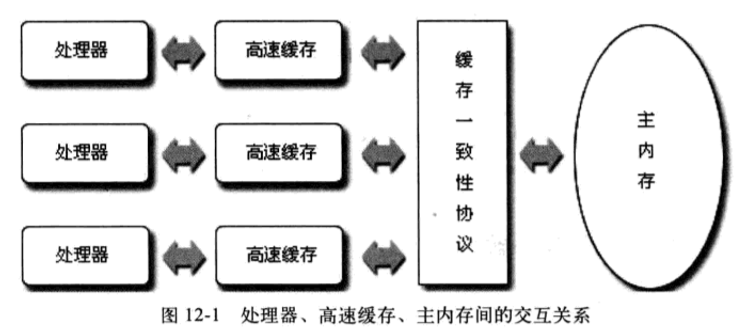 处理器 高速缓存
处理器 高速缓存
处理器 高速缓存
缓存一致性协议
主内存
图 12-1 处理器、高速缓存、主内存间的交互关系